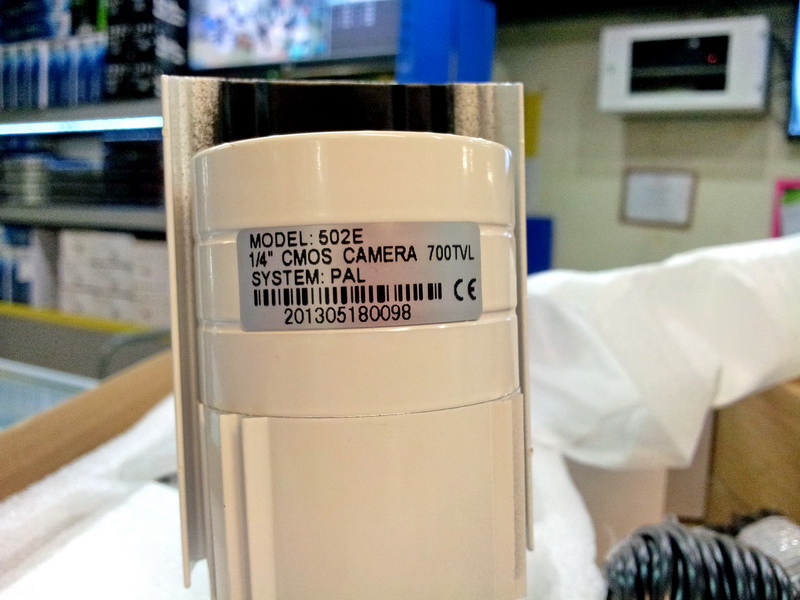 MODEL: 502E
1/4" CMOS CAMERA 700TVL
SYSTEM: PAL
CE
201305180098